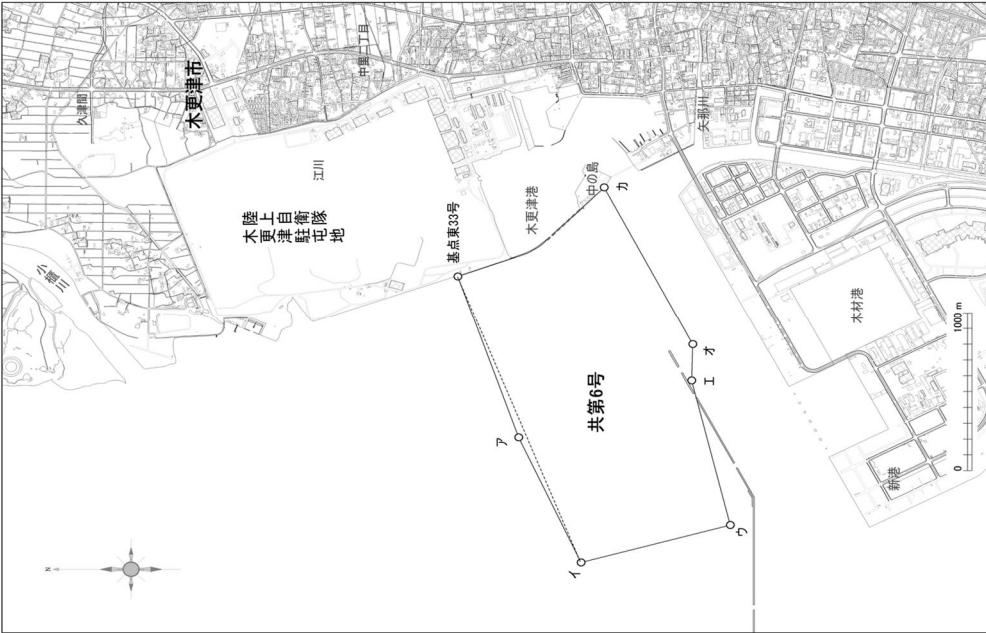 木更津市
久津間
中里二丁目
小櫃川
江川
陸上自衛隊
木更津駐屯地
基点東33号
木更津港
中の島
カ
矢那川
ア
共第6号
オ
エ
イ
ウ
木材港
新港
N
0
1000 m